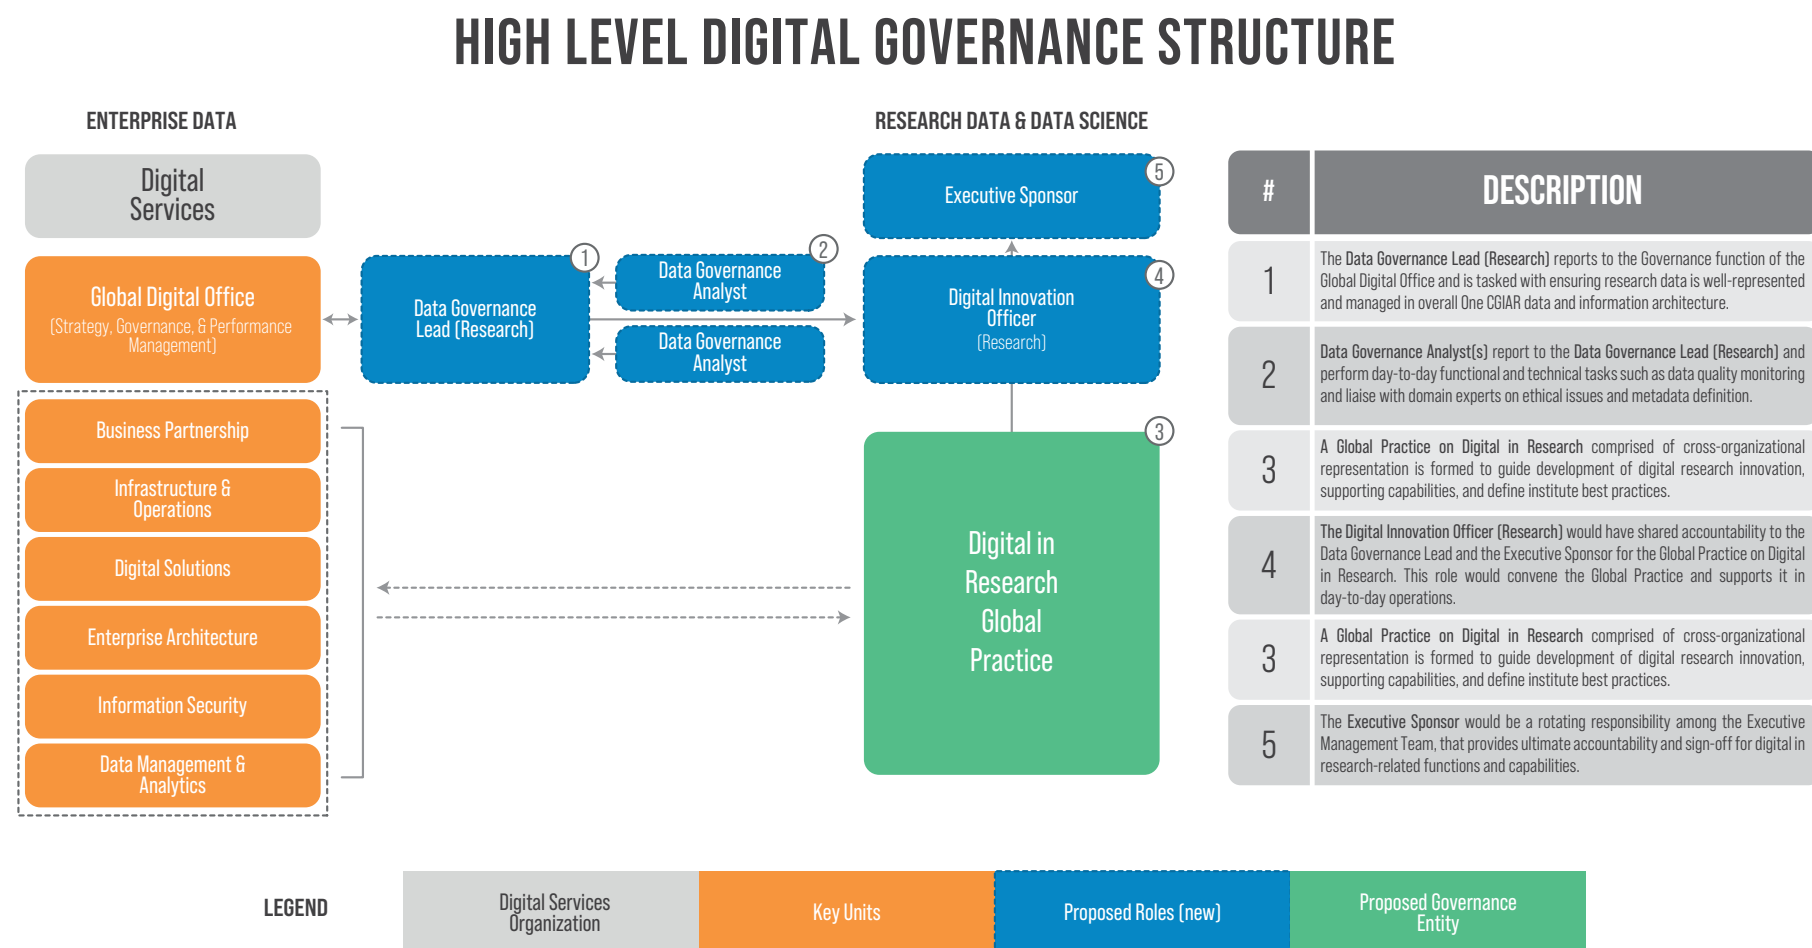 HIGH LEVEL DIGITAL GOVERNANCE STRUCTURE
ENTERPRISE DATA
RESEARCH DATA & DATA SCIENCE
Digital
Services
Global Digital Office
(Strategy, Governance, & Performance
Management)
Business Partnership
Infrastructure &
Operations
Digital Solutions
Enterprise Architecture
Information Security
Data Management &
Analytics
1
Data Governance
Lead (Research)
2
Data Governance
Analyst
Data Governance
Analyst
5
Executive Sponsor
4
Digital Innovation
Officer
(Research)
3
Digital in
Research
Global
Practice
# DESCRIPTION
1
The Data Governance Lead (Research) reports to the Governance function of the
Global Digital Office and is tasked with ensuring research data is well-represented
and managed in overall One CGIAR data and information architecture.
2
Data Governance Analyst(s) report to the Data Governance Lead (Research) and
perform day-to-day functional and technical tasks such as data quality monitoring
and liaise with domain experts on ethical issues and metadata definition.
3
A Global Practice on Digital in Research comprised of cross-organizational
representation is formed to guide development of digital research innovation,
supporting capabilities, and define institute best practices.
4
The Digital Innovation Officer (Research) would have shared accountability to the
Data Governance Lead and the Executive Sponsor for the Global Practice on Digital
in Research. This role would convene the Global Practice and supports it in
day-to-day operations.
3
A Global Practice on Digital in Research comprised of cross-organizational
representation is formed to guide development of digital research innovation,
supporting capabilities, and define institute best practices.
5
The Executive Sponsor would be a rotating responsibility among the Executive
Management Team, that provides ultimate accountability and sign-off for digital in
research-related functions and capabilities.
LEGEND
Digital Services
Organization
Key Units
Proposed Roles (new)
Proposed Governance
Entity